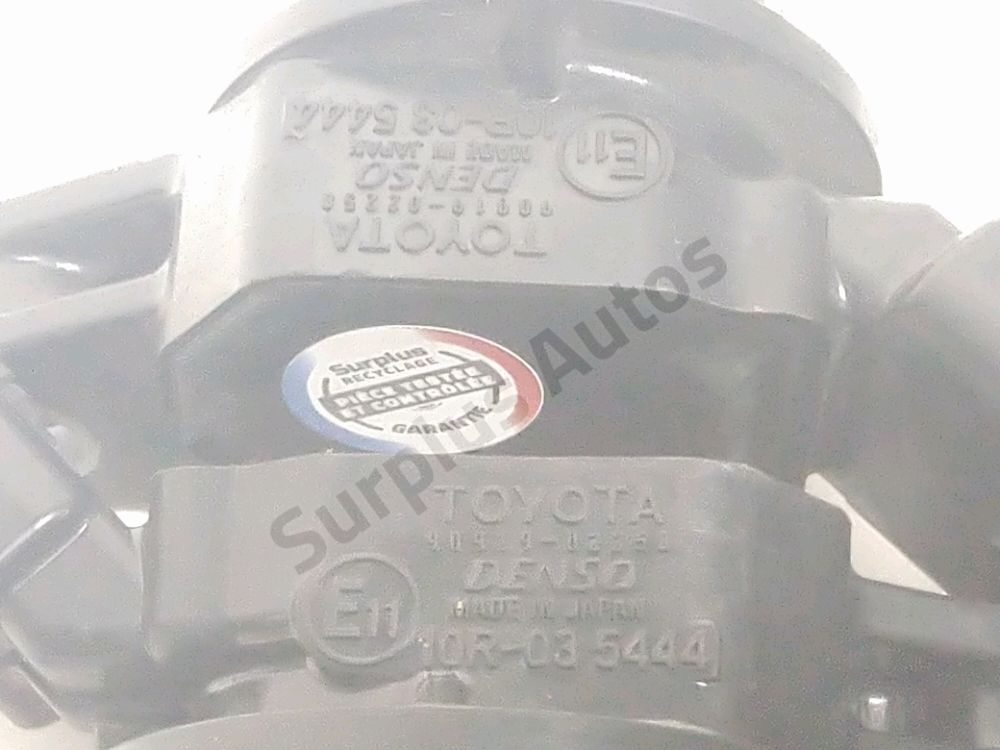 10R-03 5444
E11
MADE IN JAPAN
DENSO
TOYOTA
Surplus
RECYCLAGE
PIÈCE TESTÉE
ET CONTRÔLÉE
GARANTIE
Surplus Autos
TOYOTA
DENSO
MADE IN JAPAN
E11
10R-03 5444